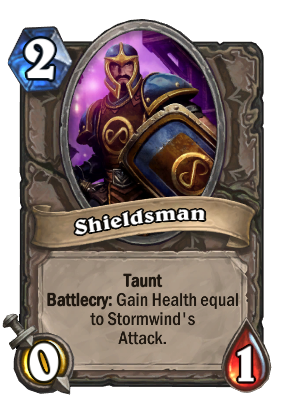 2
Shieldsman
Taunt
Battlecry: Gain Health equal
to Stormwind's
Attack.
0
1